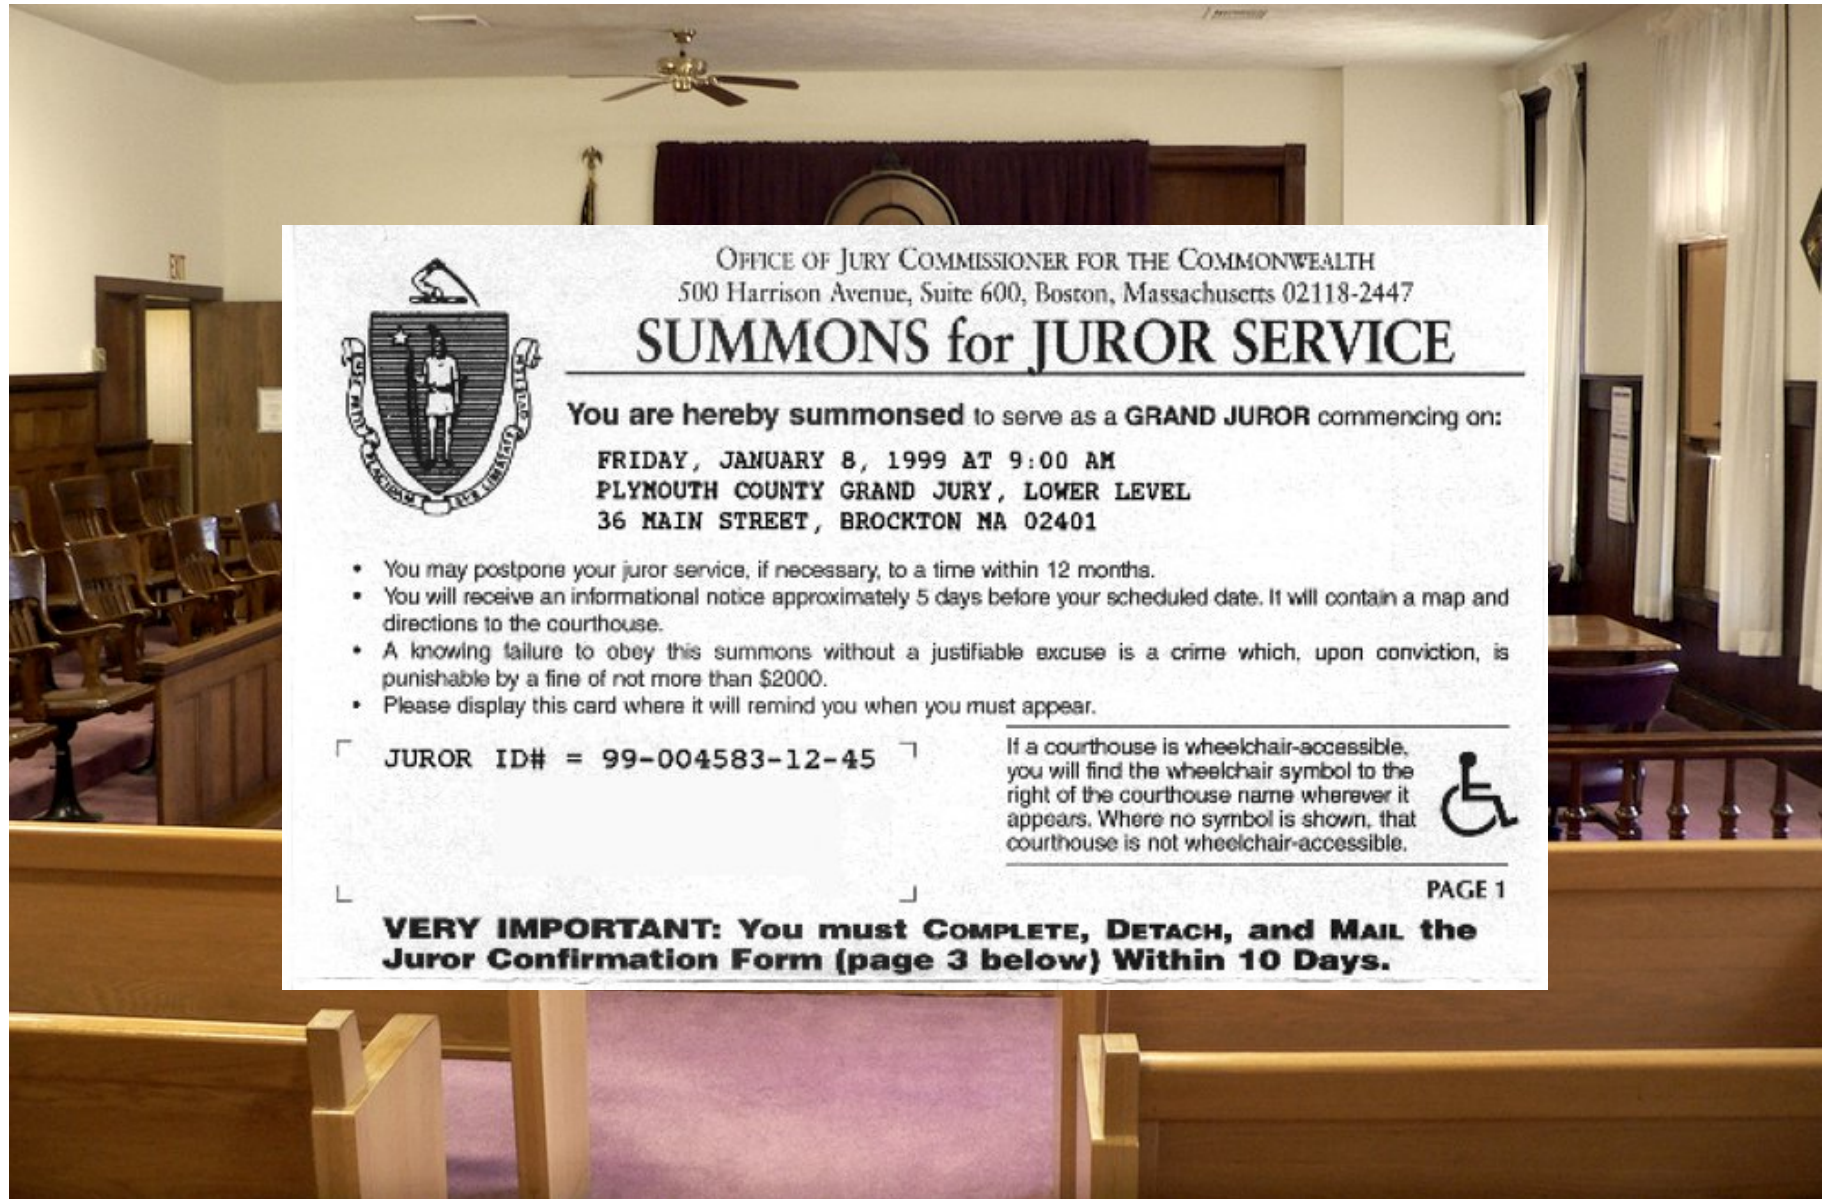 EXIT
OFFICE OF JURY COMMISSIONER FOR THE COMMONWEALTH
500 Harrison Avenue, Suite 600, Boston, Massachusetts 02118-2447
SUMMONS for JUROR SERVICE
You are hereby summonsed to serve as a GRAND JUROR commencing on:
FRIDAY, JANUARY 8, 1999 AT 9:00 AM
PLYMOUTH COUNTY GRAND JURY, LOWER LEVEL
36 MAIN STREET, BROCKTON MA 02401
• You may postpone your juror service, if necessary, to a time within 12 months.
• You will receive an informational notice approximately 5 days before your scheduled date. It will contain a map and
directions to the courthouse.
• A knowing failure to obey this summons without a justifiable excuse is a crime which, upon conviction, is
punishable by a fine of not more than $2000.
• Please display this card where it will remind you when you must appear.
JUROR ID# = 99-004583-12-45
If a courthouse is wheelchair-accessible,
you will find the wheelchair symbol to the
right of the courthouse name wherever it
appears. Where no symbol is shown, that
courthouse is not wheelchair-accessible.
PAGE 1
VERY IMPORTANT: You must COMPLETE, DETACH, and MAIL the
Juror Confirmation Form (page 3 below) Within 10 Days.